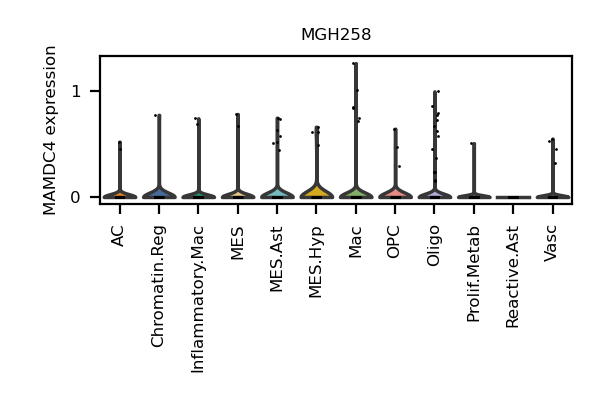 MGH258
MAMDC4 expression
1
0
AC
Chromatin.Reg
Inflammatory.Mac
MES
MES.Ast
MES.Hyp
Mac
OPC
Oligo
Prolif.Metab
Reactive.Ast
Vasc